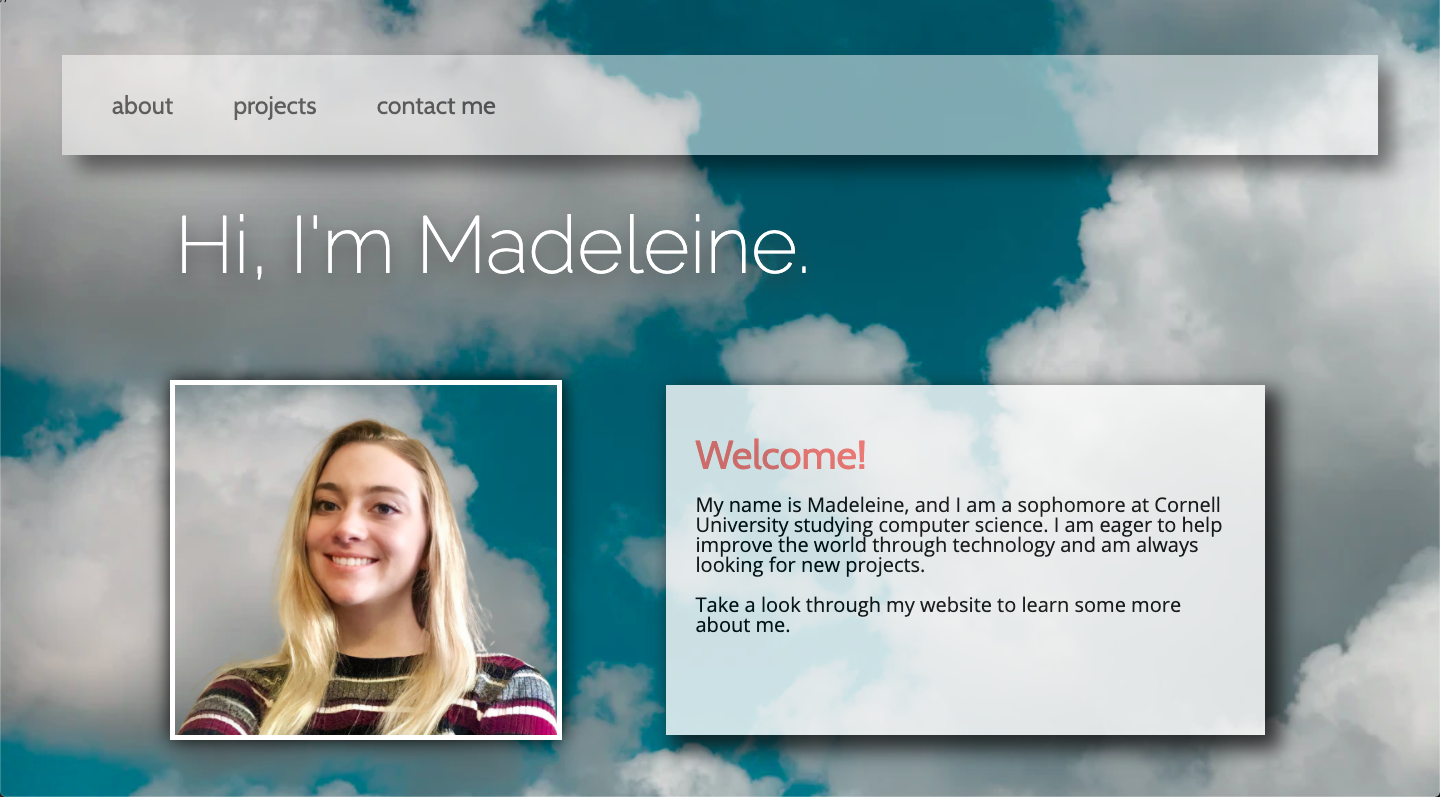 about projects contact me
Hi, I'm Madeleine.
Welcome!
My name is Madeleine, and I am a sophomore at Cornell
University studying computer science. I am eager to help
improve the world through technology and am always
looking for new projects.
Take a look through my website to learn some more
about me.